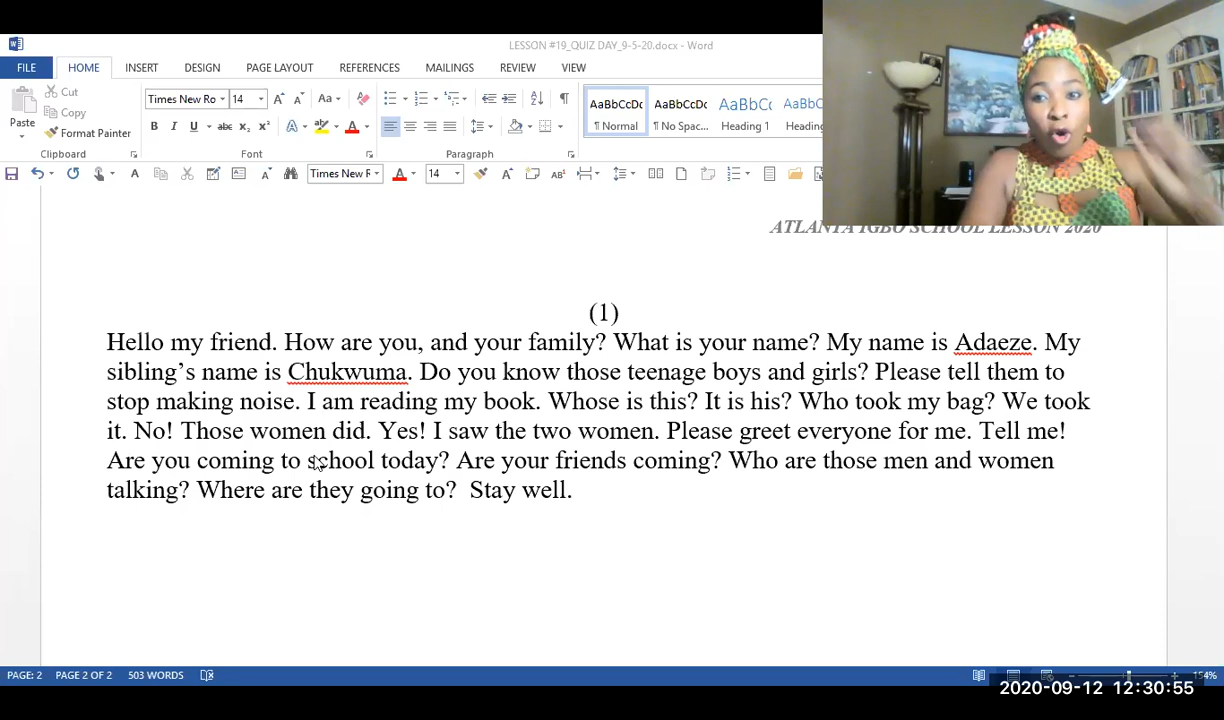 LESSON #19_QUIZ DAY_9-5-20.docx - Word
FILE HOME INSERT DESIGN PAGE LAYOUT REFERENCES MAILINGS REVIEW VIEW
Paste
Cut
Copy
Format Painter
Times New Ro 14
AaBbCcDc AaBbCcDc AaBbCc AaBbC
¶ Normal ¶ No Spac... Heading 1 Heading
Clipboard Font Paragraph
Times New R 14
ATLANTA IGBO SCHOOL LESSON 2020
(1)
Hello my friend. How are you, and your family? What is your name? My name is Adaeze. My
sibling’s name is Chukwuma. Do you know those teenage boys and girls? Please tell them to
stop making noise. I am reading my book. Whose is this? It is his? Who took my bag? We took
it. No! Those women did. Yes! I saw the two women. Please greet everyone for me. Tell me!
Are you coming to school today? Are your friends coming? Who are those men and women
talking? Where are they going to? Stay well.
PAGE: 2 PAGE 2 OF 2 503 WORDS 154%
2020-09-12 12:30:55